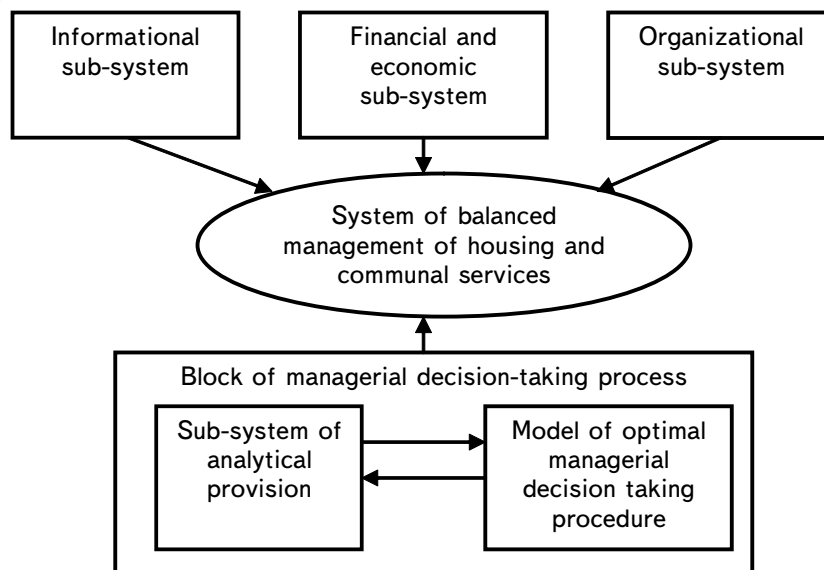 Informational
sub-system
Financial and
economic
sub-system
Organizational
sub-system
System of balanced
management of housing and
communal services
Block of managerial decision-taking process
Sub-system of
analytical
provision
Model of optimal
managerial
decision taking
procedure